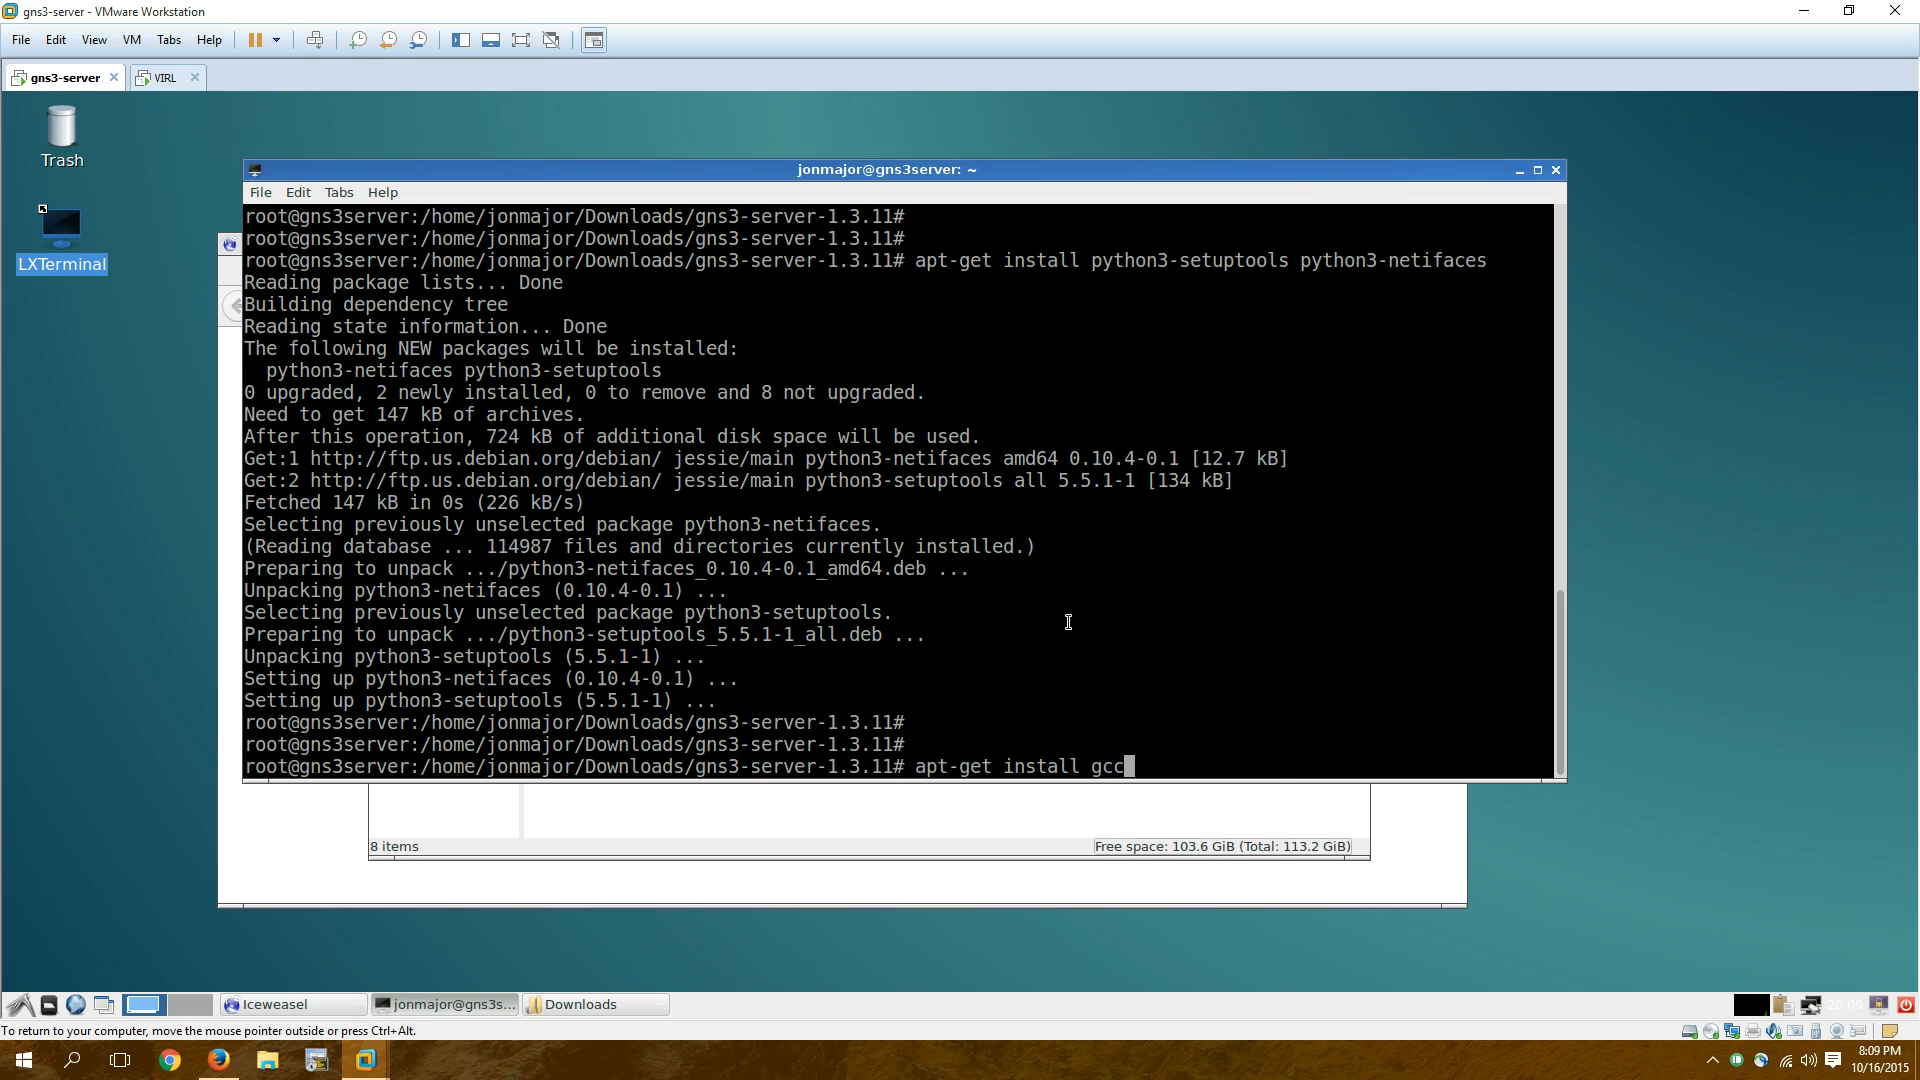 gns3-server - VMware Workstation
File Edit View VM Tabs Help
gns3-server VIRL
Trash
LXTerminal
jonmajor@gns3server: ~
File Edit Tabs Help
root@gns3server:/home/jonmajor/Downloads/gns3-server-1.3.11#
root@gns3server:/home/jonmajor/Downloads/gns3-server-1.3.11#
root@gns3server:/home/jonmajor/Downloads/gns3-server-1.3.11# apt-get install python3-setuptools python3-netifaces
Reading package lists... Done
Building dependency tree
Reading state information... Done
The following NEW packages will be installed:
python3-netifaces python3-setuptools
0 upgraded, 2 newly installed, 0 to remove and 8 not upgraded.
Need to get 147 kB of archives.
After this operation, 724 kB of additional disk space will be used.
Get:1 http://ftp.us.debian.org/debian/ jessie/main python3-netifaces amd64 0.10.4-0.1 [12.7 kB]
Get:2 http://ftp.us.debian.org/debian/ jessie/main python3-setuptools all 5.5.1-1 [134 kB]
Fetched 147 kB in 0s (226 kB/s)
Selecting previously unselected package python3-netifaces.
(Reading database ... 114987 files and directories currently installed.)
Preparing to unpack .../python3-netifaces_0.10.4-0.1_amd64.deb ...
Unpacking python3-netifaces (0.10.4-0.1) ...
Selecting previously unselected package python3-setuptools.
Preparing to unpack .../python3-setuptools_5.5.1-1_all.deb ...
Unpacking python3-setuptools (5.5.1-1) ...
Setting up python3-netifaces (0.10.4-0.1) ...
Setting up python3-setuptools (5.5.1-1) ...
root@gns3server:/home/jonmajor/Downloads/gns3-server-1.3.11#
root@gns3server:/home/jonmajor/Downloads/gns3-server-1.3.11#
root@gns3server:/home/jonmajor/Downloads/gns3-server-1.3.11# apt-get install gcc
8 items Free space: 103.6 GiB (Total: 113.2 GiB)
Iceweasel jonmajor@gns3s... Downloads 20:09
To return to your computer, move the mouse pointer outside or press Ctrl+Alt.
8:09 PM
10/16/2015